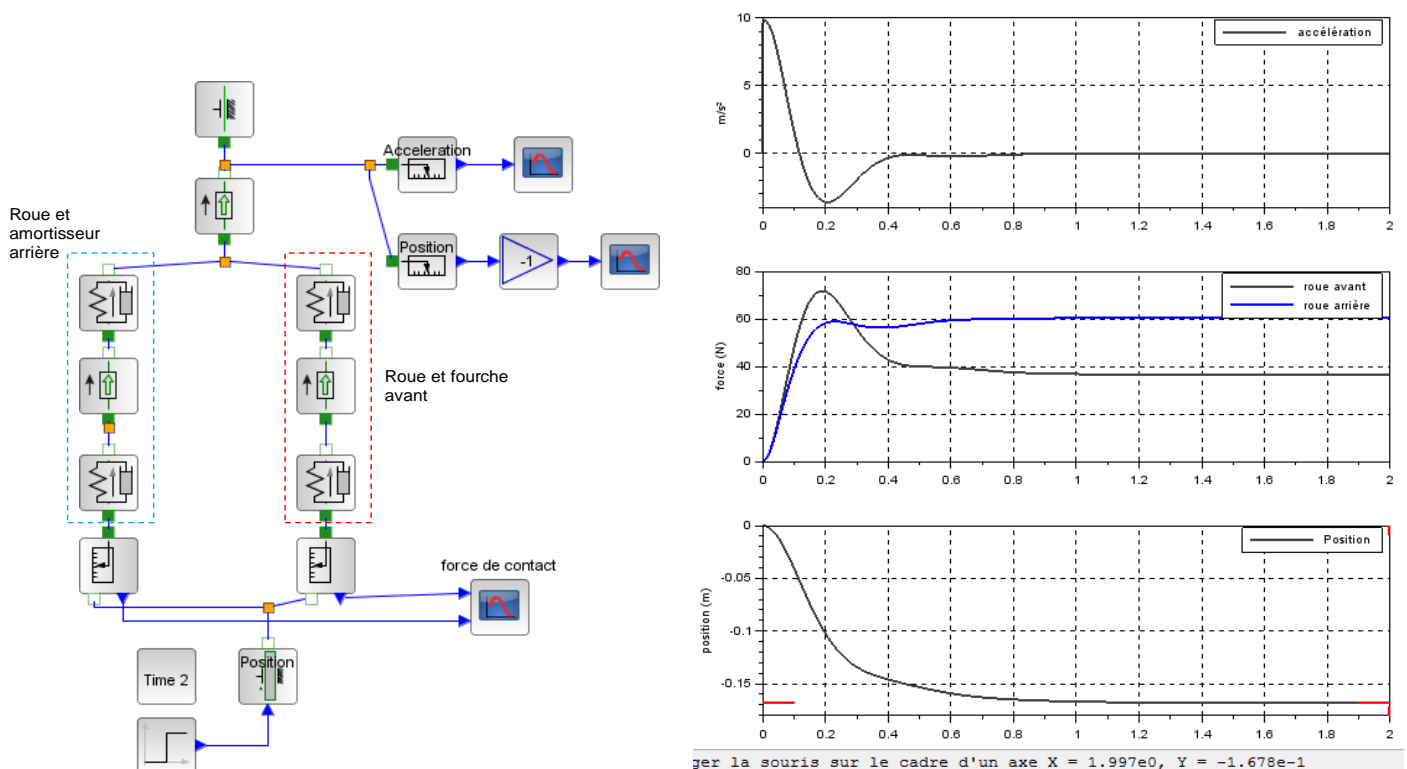 Acceleration
Position
-1
Roue et
amortisseur
arrière
Roue et fourche
avant
force de contact
Position
Time 2
accélération
m/s²
10
5
0
0
0.2
0.4
0.6
0.8
1
1.2
1.4
1.6
1.8
2
roue avant
roue arrière
force (N)
80
60
40
20
0
0
0.2
0.4
0.6
0.8
1
1.2
1.4
1.6
1.8
2
Position
position (m)
0
-0.05
-0.1
-0.15
0
0.2
0.4
0.6
0.8
1
1.2
1.4
1.6
1.8
2
ger la souris sur le cadre d'un axe X = 1.997e0, Y = -1.678e-1